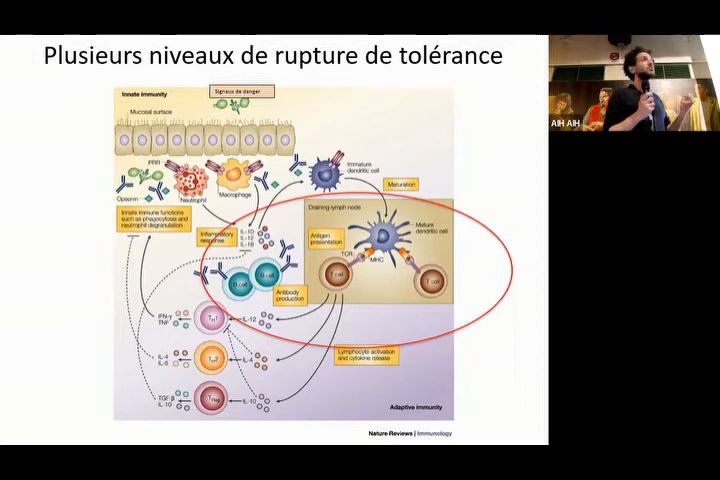 Plusieurs niveaux de rupture de tolérance
Innate Immunity
Signaux de danger
Mucosal surface
PRR
Opsonin
Neutrophil
Macrophage
Immature
dendritic cell
Maturation
Innate immune functions
such as phagocytosis and
neutrophil degranulation
Inflammatory
response
IL-10
IL-12
IL-18
Draining lymph node
Antigen
presentation
Mature
dendritic cell
TCR
MHC
T cell
T cell
B cell
B cell
Antibody
production
IFN-γ
TNF
TH1
IL-12
IL-4
IL-5
TH2
IL-4
Lymphocyte activation
and cytokine release
TGF-β
IL-10
TReg
IL-10
Adaptive immunity
Nature Reviews | Immunology
AIH AIH